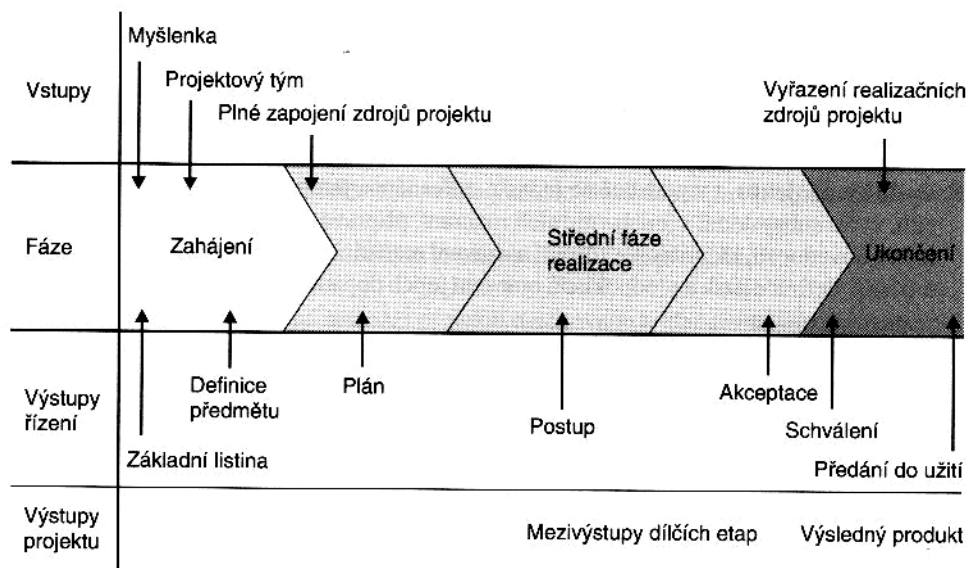 Myšlenka
Projektový tým
Vstupy
Plné zapojení zdrojů projektu
Vyřazení realizačních
zdrojů projektu
Fáze
Zahájení
Střední fáze
realizace
Ukončení
Výstupy
řízení
Definice
předmětu
Plán
Akceptace
Postup
Schválení
Základní listina
Předání do užití
Výstupy
projektu
Mezivýstupy dílčích etap
Výsledný produkt